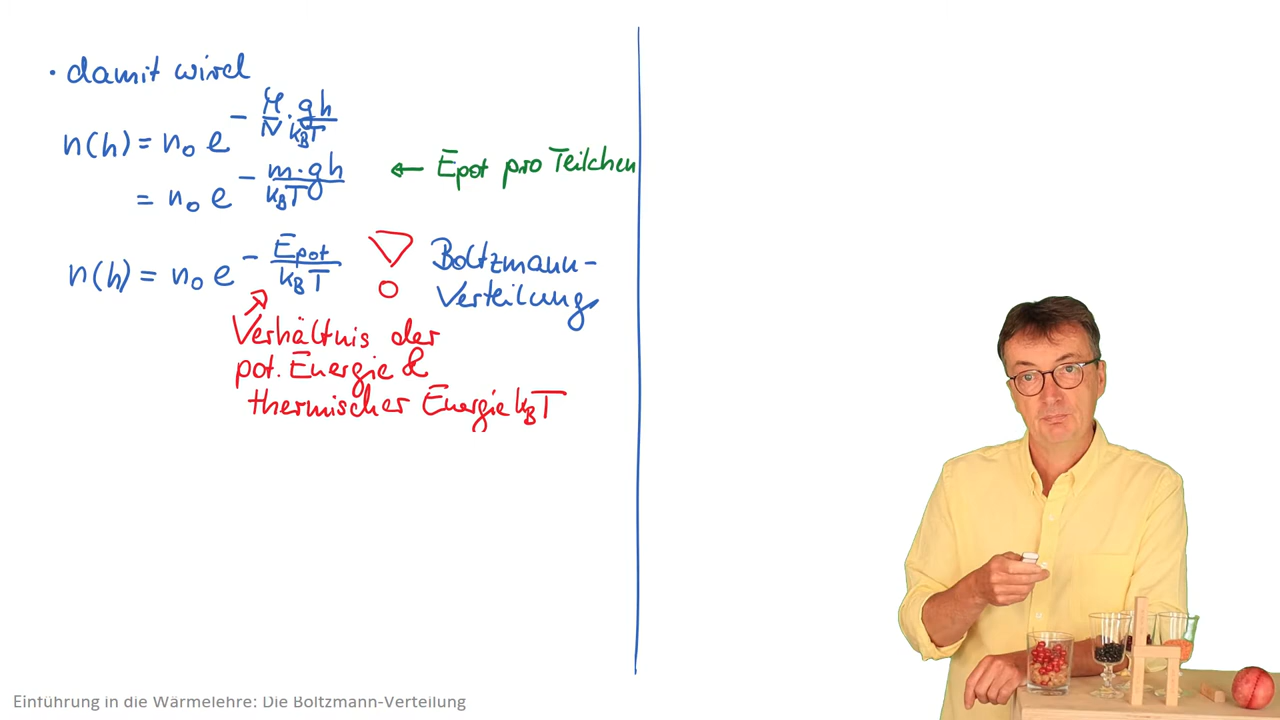 · damit wird
n(h) = n₀ e^(- M/N · gh/(k_B T))
= n₀ e^(- m·gh/(k_B T)) ← Epot pro Teilchen
n(h) = n₀ e^(- Epot/(k_B T)) Boltzmann-
Verteilung
Verhältnis der
pot. Energie &
thermischer Energie k_B T
Einführung in die Wärmelehre: Die Boltzmann-Verteilung